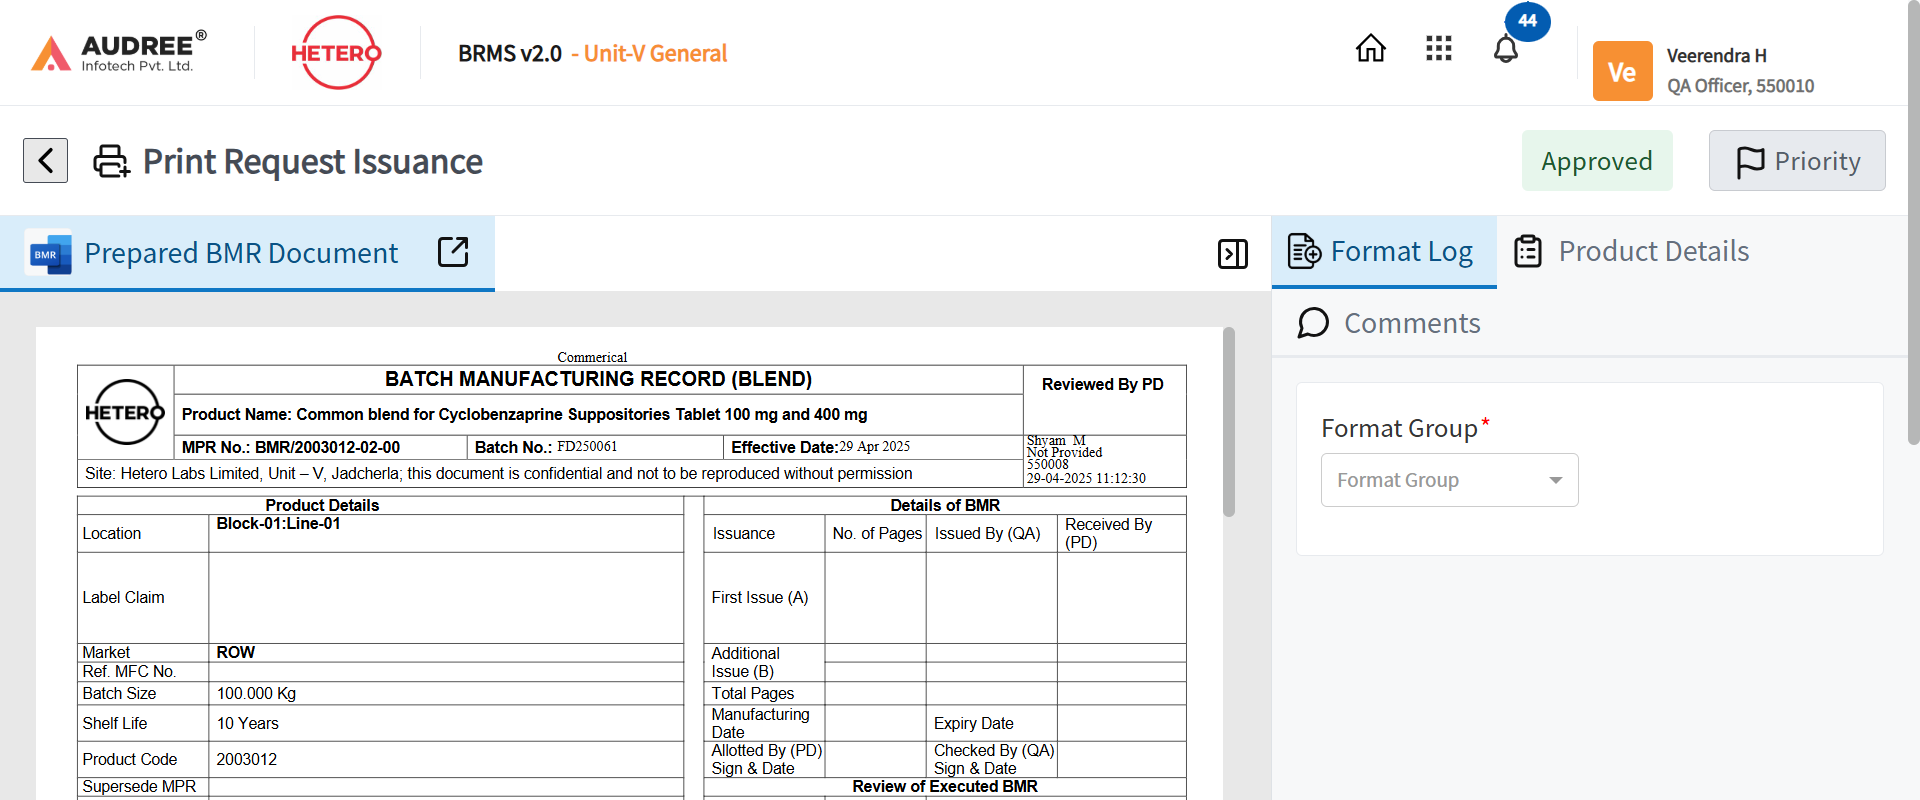 AUDREE®
Infotech Pvt. Ltd.
HETERO
BRMS v2.0 - Unit-V General
44
Ve
Veerendra H
QA Officer, 550010
Print Request Issuance
Approved
Priority
BMR
Prepared BMR Document
Format Log
Product Details
Comments
Format Group*
Format Group
Commerical
HETERO
BATCH MANUFACTURING RECORD (BLEND)
Reviewed By PD
Product Name: Common blend for Cyclobenzaprine Suppositories Tablet 100 mg and 400 mg
MPR No.: BMR/2003012-02-00
Batch No.: FD250061
Effective Date:29 Apr 2025
Shyam M
Not Provided
550008
29-04-2025 11:12:30
Site: Hetero Labs Limited, Unit – V, Jadcherla; this document is confidential and not to be reproduced without permission
Product Details
Location
Block-01:Line-01
Label Claim
Market
ROW
Ref. MFC No.
Batch Size
100.000 Kg
Shelf Life
10 Years
Product Code
2003012
Supersede MPR
Details of BMR
Issuance
No. of Pages
Issued By (QA)
Received By
(PD)
First Issue (A)
Additional
Issue (B)
Total Pages
Manufacturing
Date
Expiry Date
Allotted By (PD)
Sign & Date
Checked By (QA)
Sign & Date
Review of Executed BMR